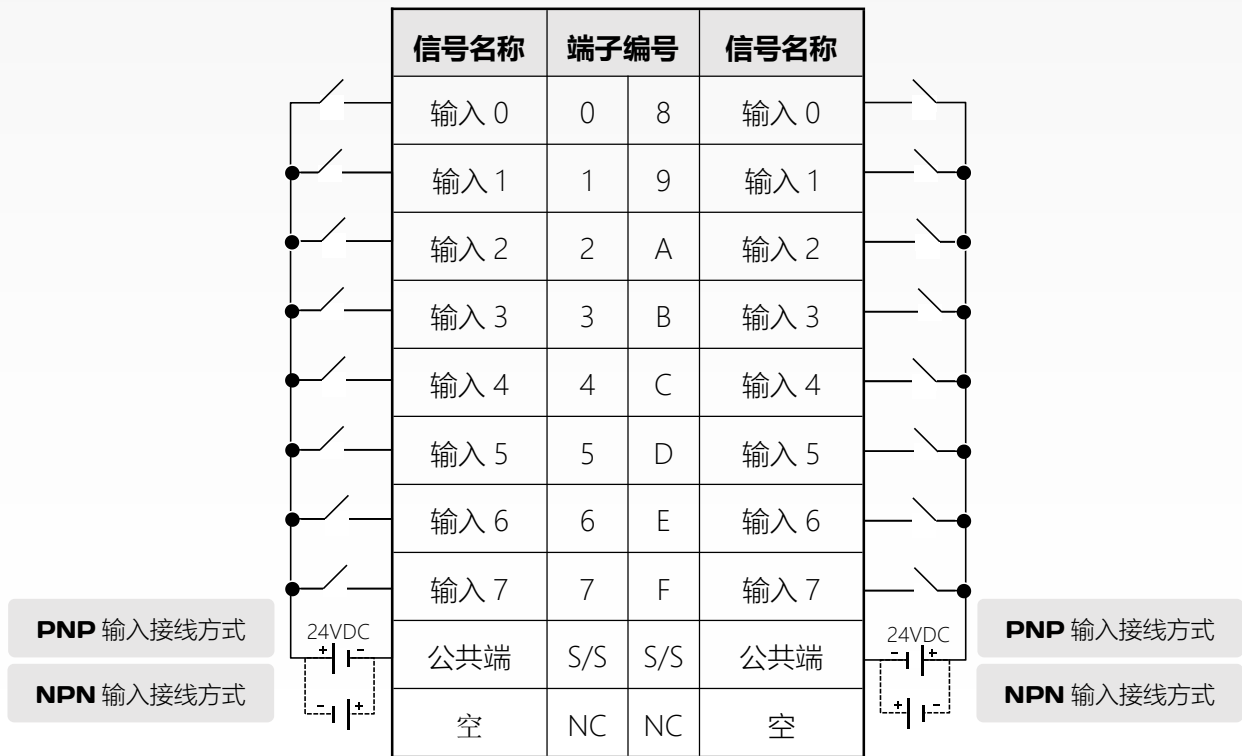 信号名称 端子编号 信号名称
输入 0 0 8 输入 0
输入 1 1 9 输入 1
输入 2 2 A 输入 2
输入 3 3 B 输入 3
输入 4 4 C 输入 4
输入 5 5 D 输入 5
输入 6 6 E 输入 6
输入 7 7 F 输入 7
PNP 输入接线方式 24VDC 24VDC PNP 输入接线方式
+ - 公共端 S/S S/S 公共端 - +
NPN 输入接线方式 NPN 输入接线方式
- + 空 NC NC 空 + -